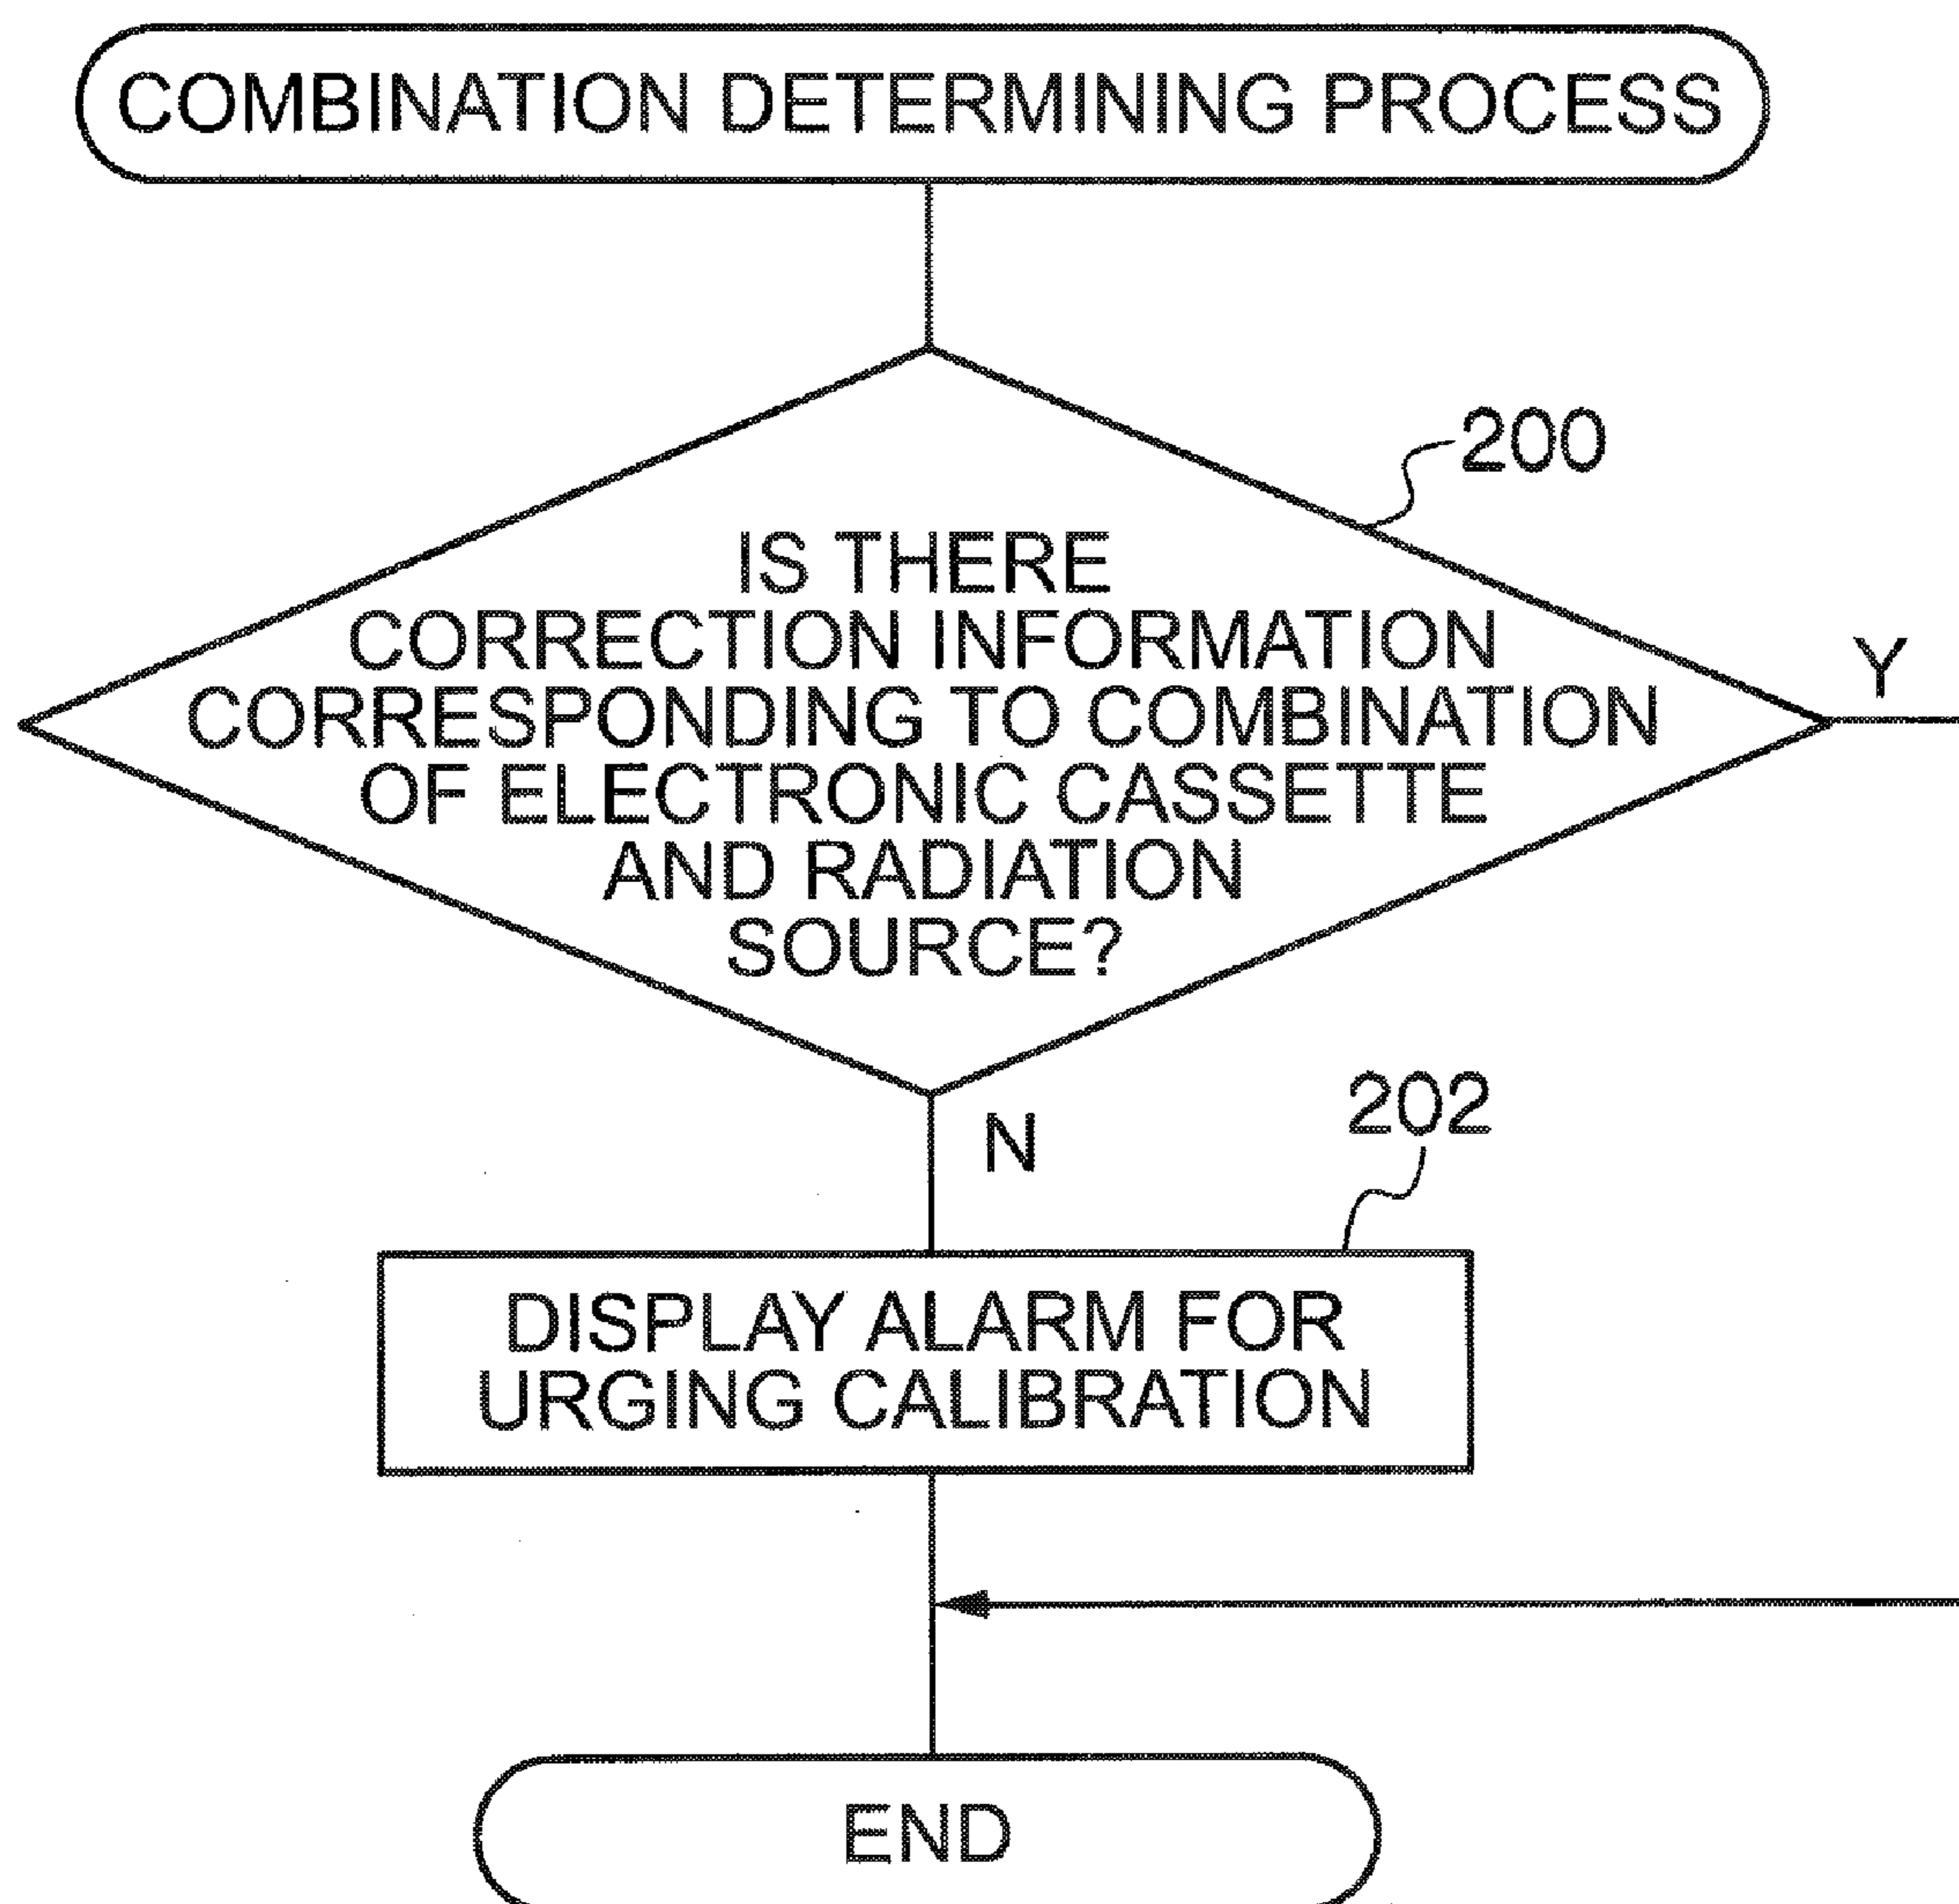 COMBINATION DETERMINING PROCESS
200
IS THERE
CORRECTION INFORMATION
CORRESPONDING TO COMBINATION
OF ELECTRONIC CASSETTE
AND RADIATION
SOURCE?
Y
N
202
DISPLAY ALARM FOR
URGING CALIBRATION
END